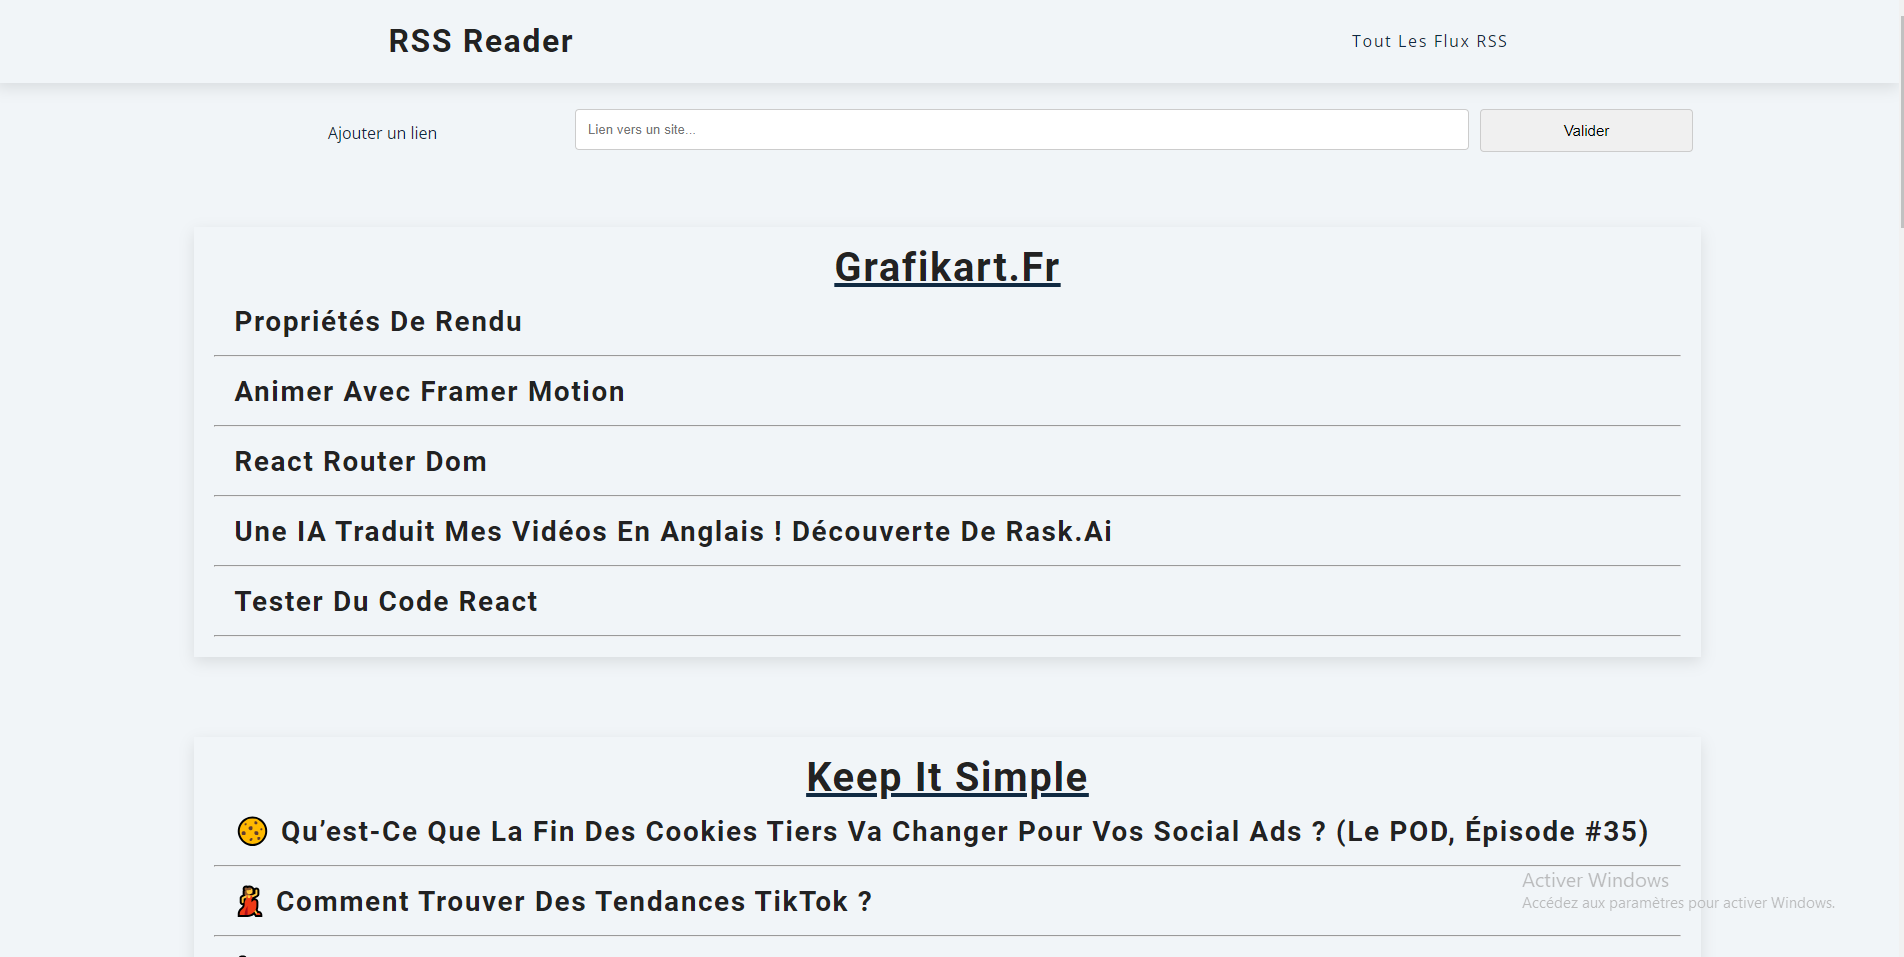 RSS Reader
Tout Les Flux RSS
Ajouter un lien
Lien vers un site...
Valider
Grafikart.Fr
Propriétés De Rendu
Animer Avec Framer Motion
React Router Dom
Une IA Traduit Mes Vidéos En Anglais ! Découverte De Rask.Ai
Tester Du Code React
Keep It Simple
🍪 Qu’est-Ce Que La Fin Des Cookies Tiers Va Changer Pour Vos Social Ads ? (Le POD, Épisode #35)
💃 Comment Trouver Des Tendances TikTok ?
Activer Windows
Accédez aux paramètres pour activer Windows.